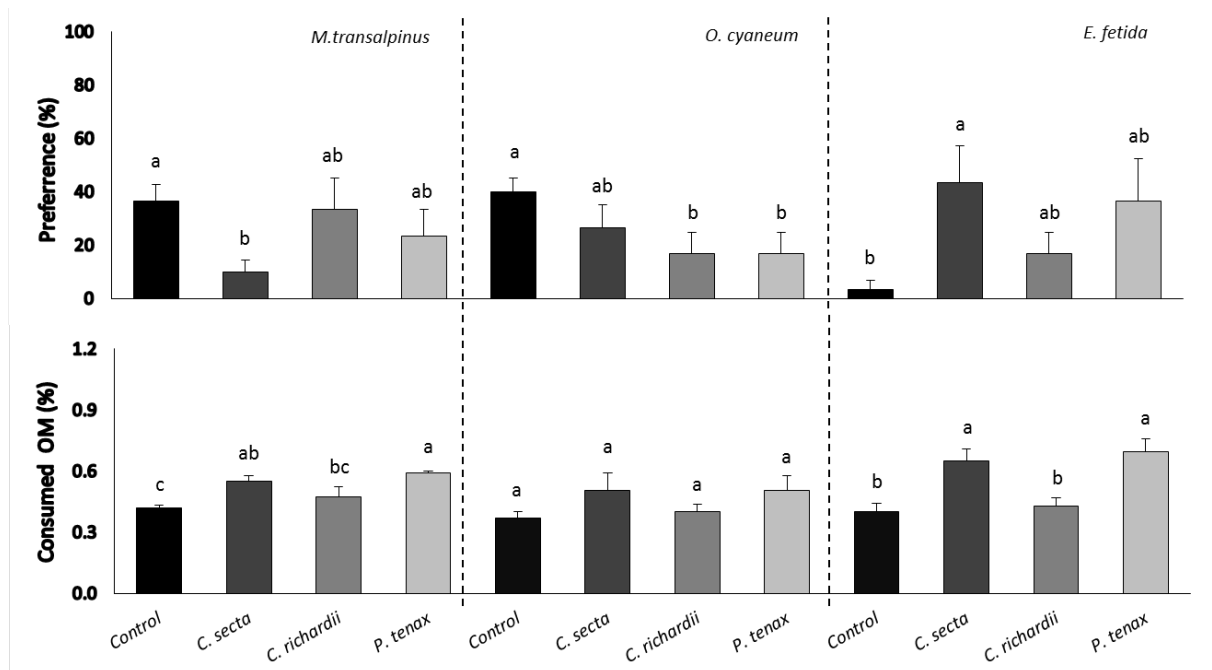 M.transalpinus
O. cyaneum
E. fetida
Preferrence (%)
100
80
60
40
20
0
a
b
ab
ab
a
ab
b
b
b
a
ab
ab
Consumed OM (%)
1.2
0.9
0.6
0.3
0.0
c
ab
bc
a
a
a
a
a
b
a
b
a
Control
C. secta
C. richardii
P. tenax
Control
C. secta
C. richardii
P. tenax
Control
C. secta
C. richardii
P. tenax